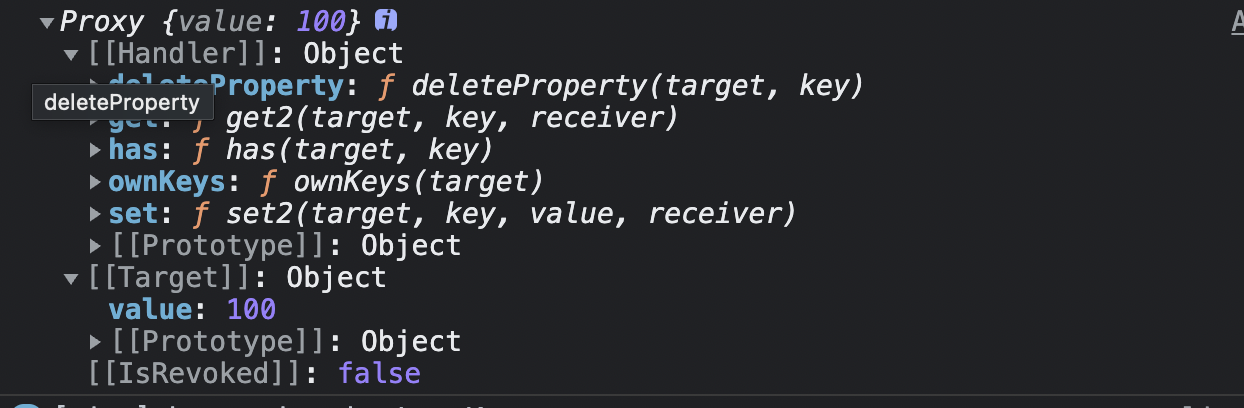 Proxy {value: 100} i
[[Handler]]: Object
deleteProperty: ƒ deleteProperty(target, key)
deleteProperty
get: ƒ get2(target, key, receiver)
has: ƒ has(target, key)
ownKeys: ƒ ownKeys(target)
set: ƒ set2(target, key, value, receiver)
[[Prototype]]: Object
[[Target]]: Object
value: 100
[[Prototype]]: Object
[[IsRevoked]]: false